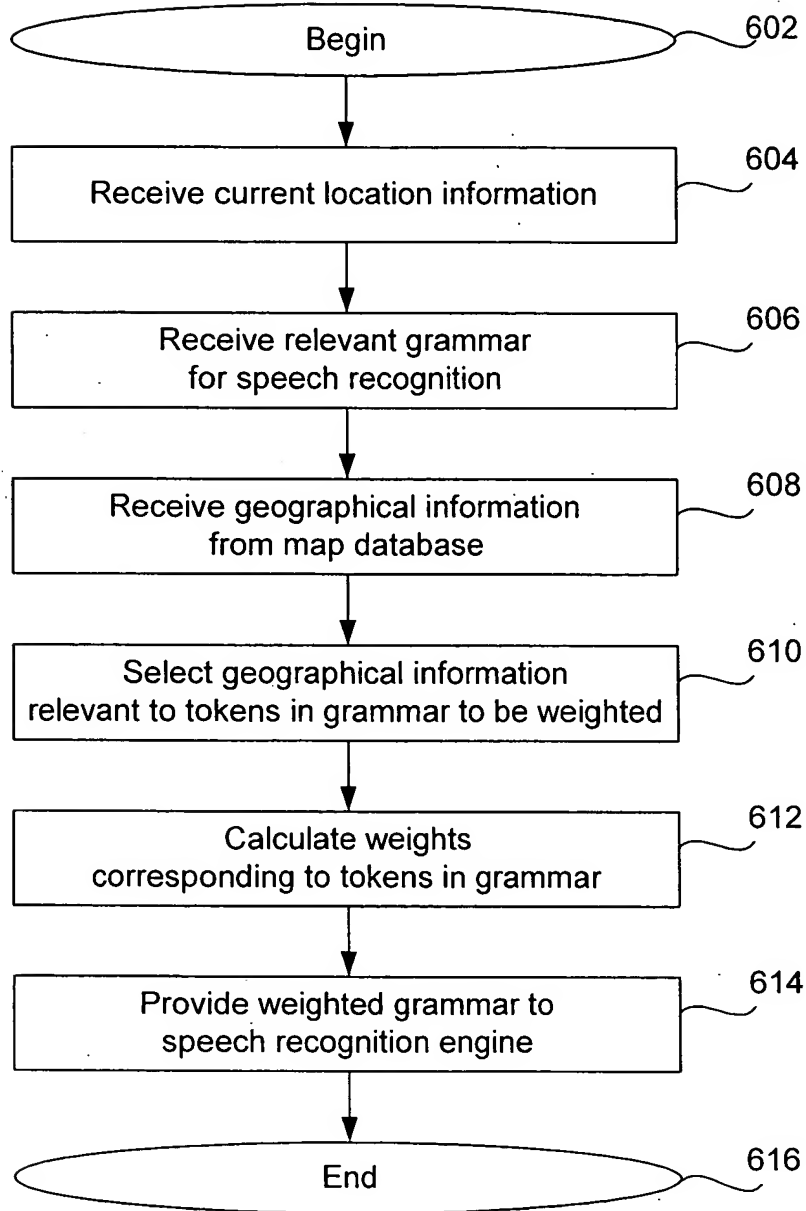 Begin
602
604
Receive current location information
606
Receive relevant grammar
for speech recognition
608
Receive geographical information
from map database
610
Select geographical information
relevant to tokens in grammar to be weighted
612
Calculate weights
corresponding to tokens in grammar
614
Provide weighted grammar to
speech recognition engine
End
616